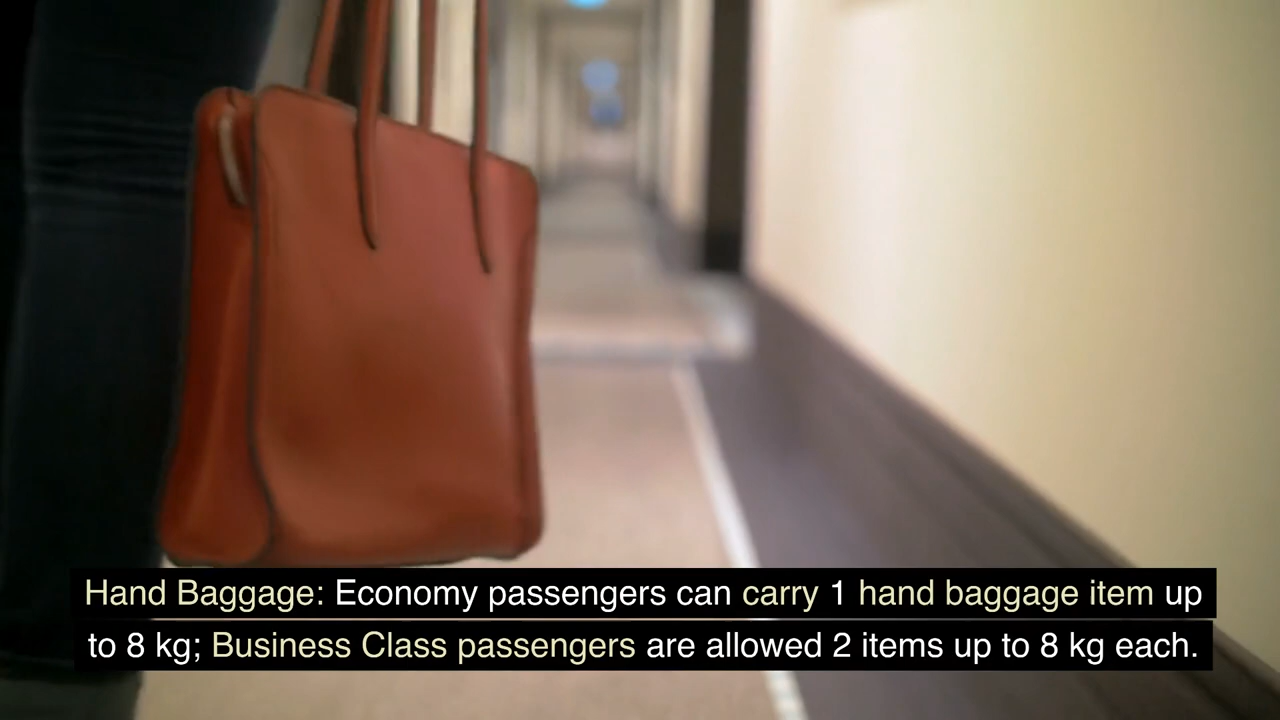 Hand Baggage: Economy passengers can carry 1 hand baggage item up
to 8 kg; Business Class passengers are allowed 2 items up to 8 kg each.